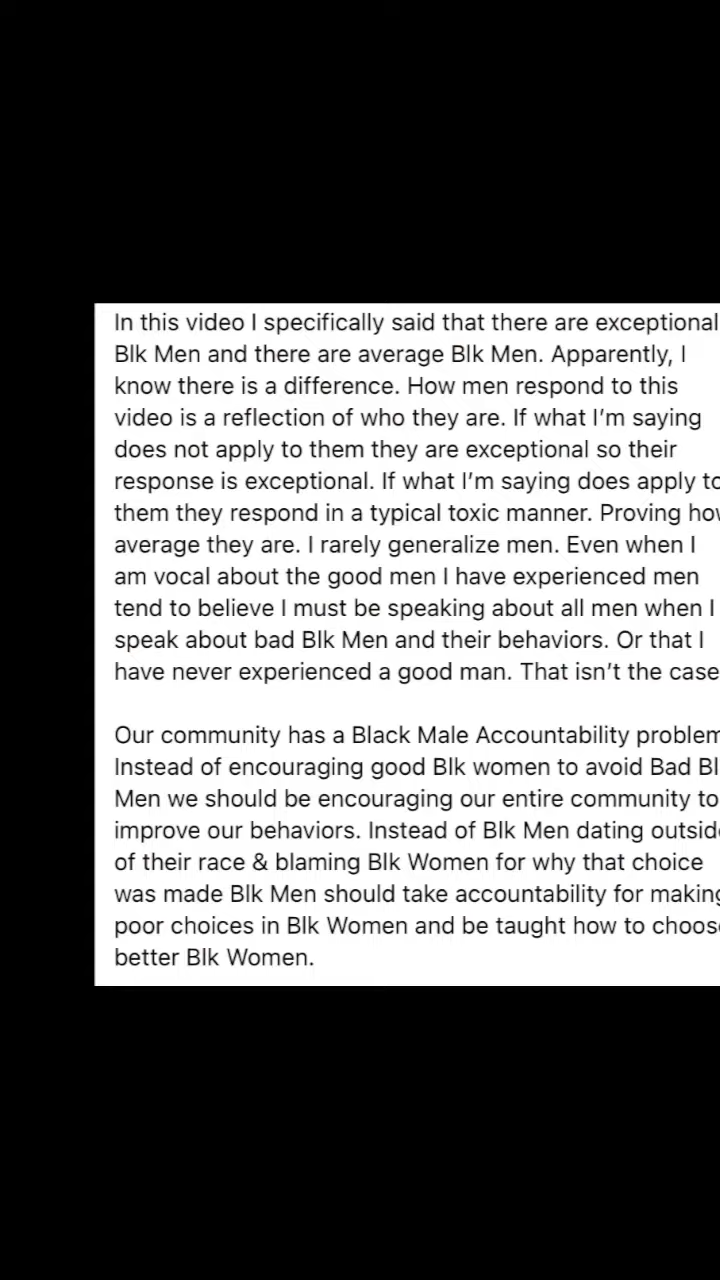 In this video I specifically said that there are exceptional
Blk Men and there are average Blk Men. Apparently, I
know there is a difference. How men respond to this
video is a reflection of who they are. If what I’m saying
does not apply to them they are exceptional so their
response is exceptional. If what I’m saying does apply to
them they respond in a typical toxic manner. Proving how
average they are. I rarely generalize men. Even when I
am vocal about the good men I have experienced men
tend to believe I must be speaking about all men when I
speak about bad Blk Men and their behaviors. Or that I
have never experienced a good man. That isn’t the case
Our community has a Black Male Accountability problem
Instead of encouraging good Blk women to avoid Bad Bl
Men we should be encouraging our entire community to
improve our behaviors. Instead of Blk Men dating outside
of their race & blaming Blk Women for why that choice
was made Blk Men should take accountability for making
poor choices in Blk Women and be taught how to choose
better Blk Women.